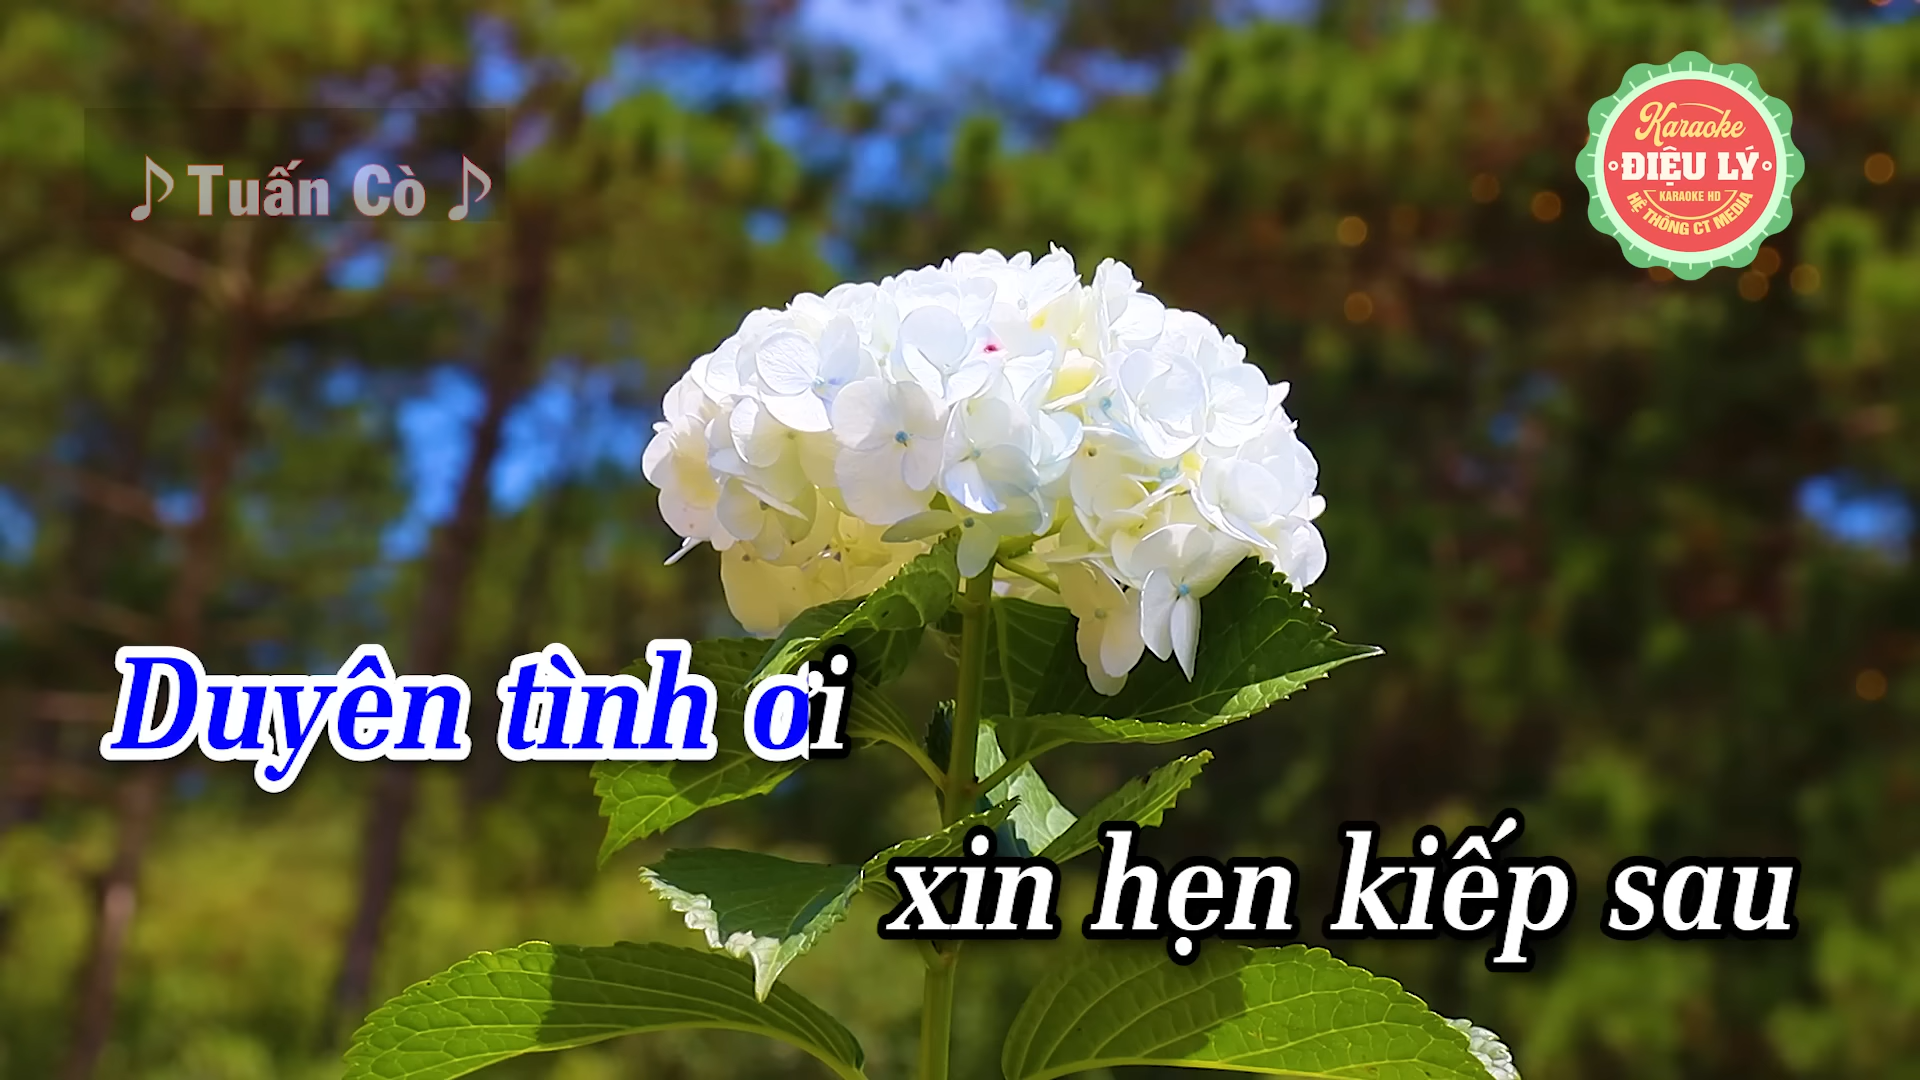 ♪ Tuấn Cò ♪
Karaoke
ĐIỆU LÝ
KARAOKE HD
HỆ THỐNG CT MEDIA
Duyên tình ơi
xin hẹn kiếp sau